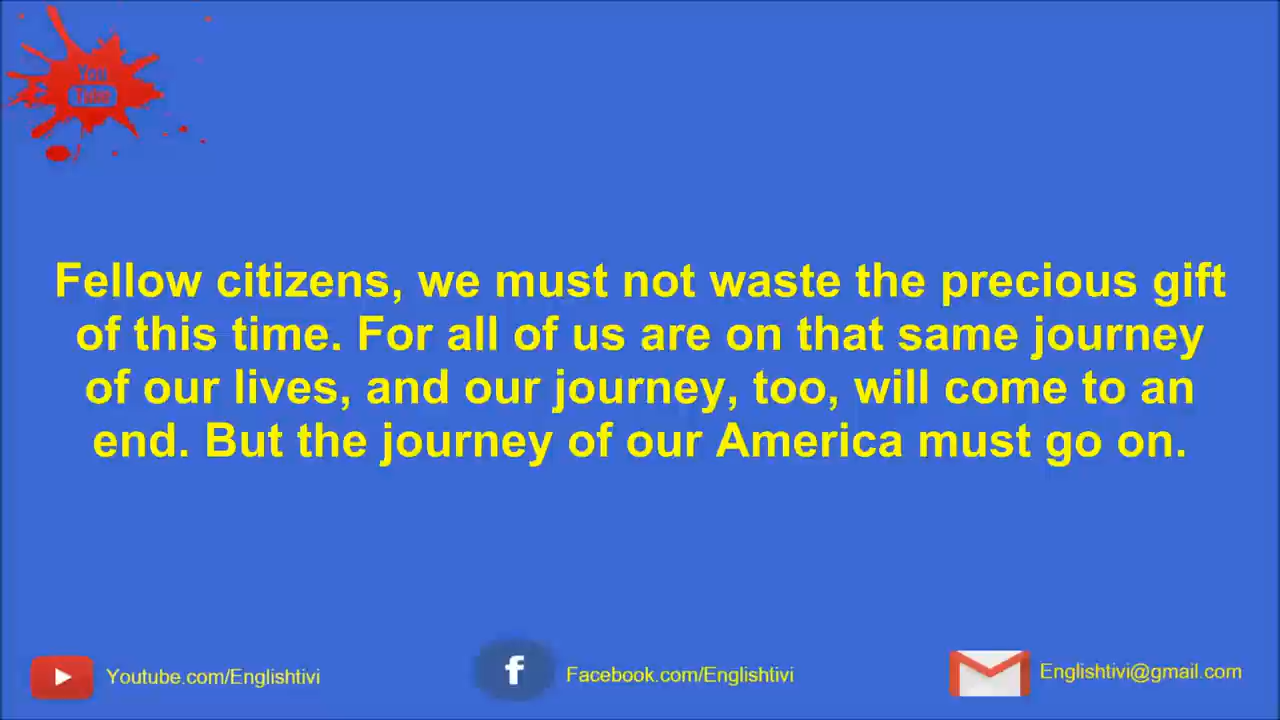 You
Tube
Fellow citizens, we must not waste the precious gift
of this time. For all of us are on that same journey
of our lives, and our journey, too, will come to an
end. But the journey of our America must go on.
Youtube.com/Englishtivi
f
Facebook.com/Englishtivi
Englishtivi@gmail.com